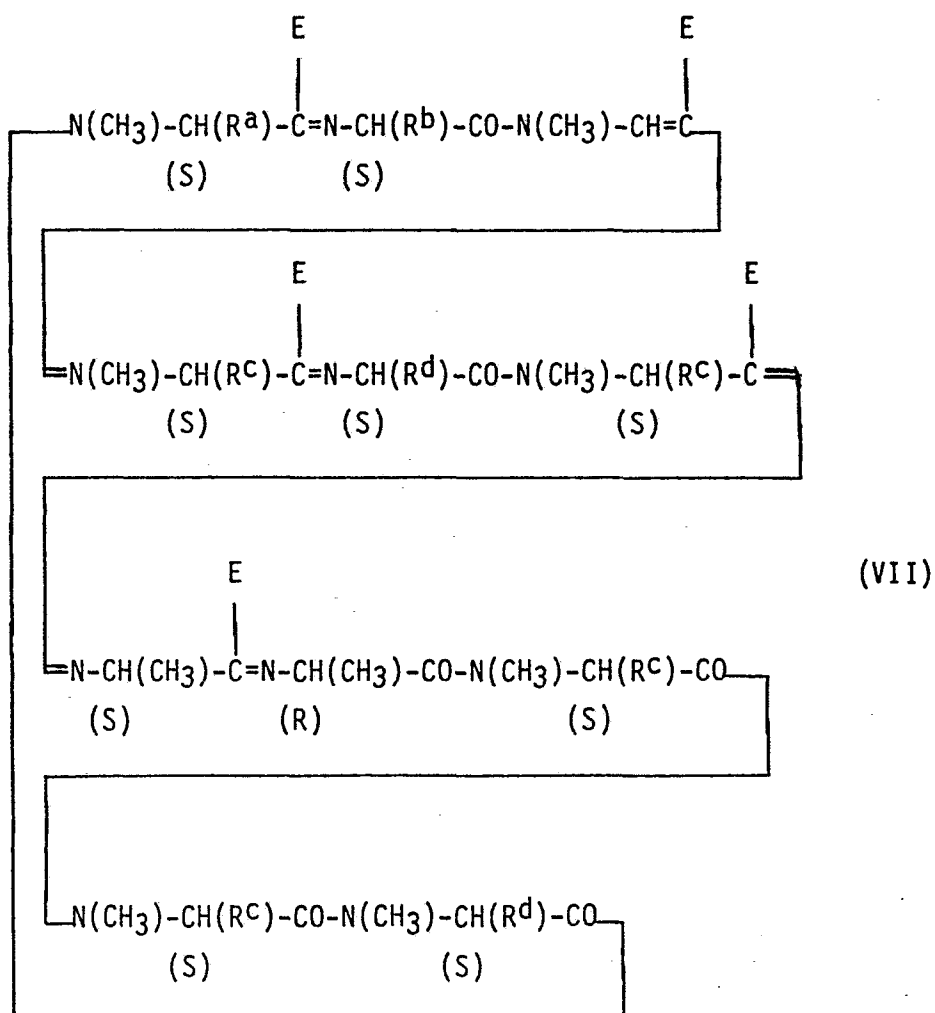 E E
N(CH3)-CH(Ra)-C=N-CH(Rb)-CO-N(CH3)-CH=C
(S) (S)
E E
=N(CH3)-CH(Rc)-C=N-CH(Rd)-CO-N(CH3)-CH(Rc)-C=
(S) (S) (S)
E
(VII)
=N-CH(CH3)-C=N-CH(CH3)-CO-N(CH3)-CH(Rc)-CO
(S) (R) (S)
N(CH3)-CH(Rc)-CO-N(CH3)-CH(Rd)-CO
(S) (S)